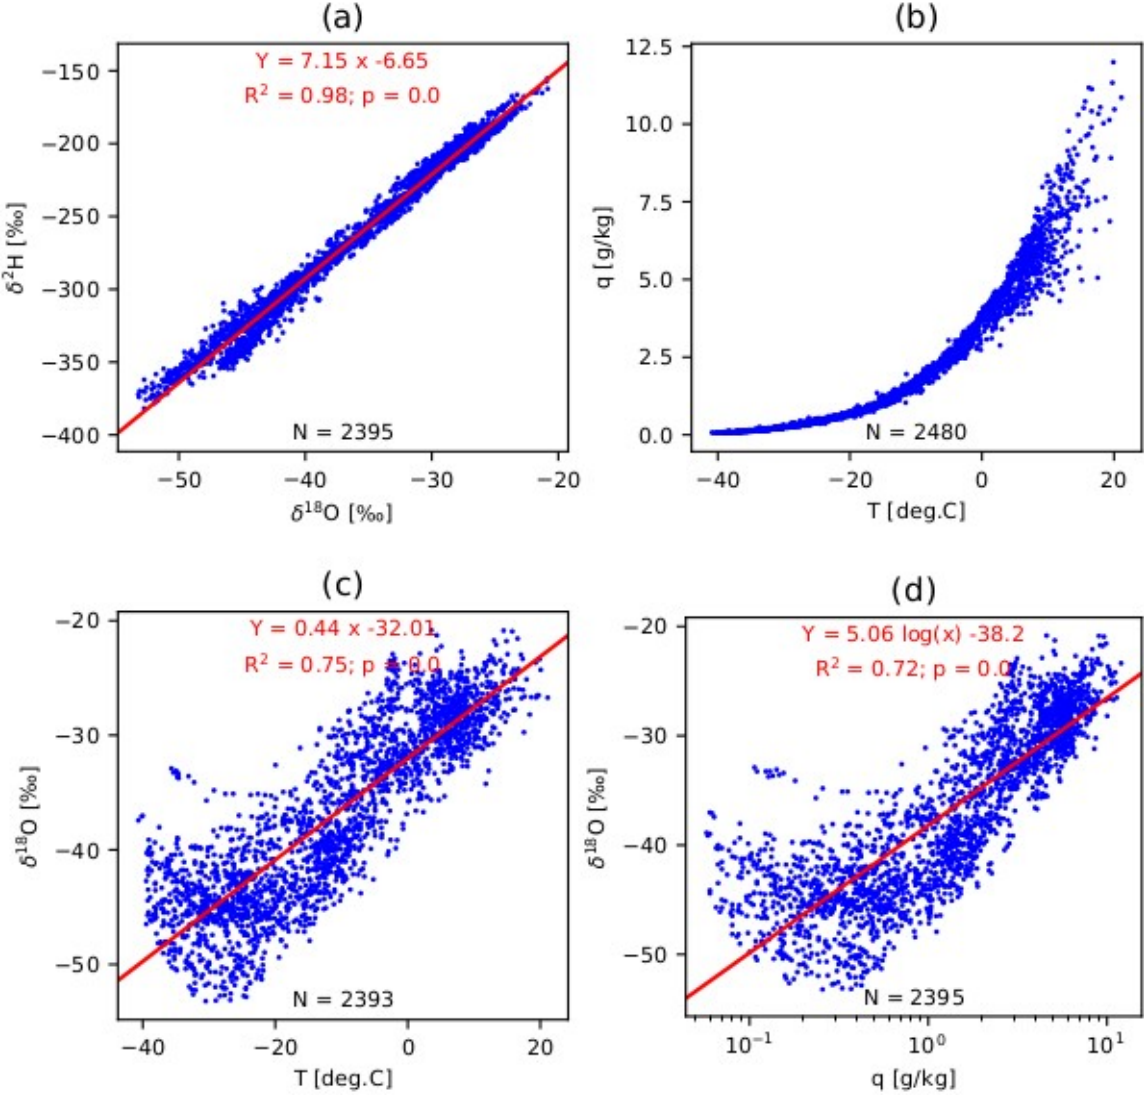 (a)
Y = 7.15 x -6.65
R² = 0.98; p = 0.0
N = 2395
−150
−200
−250
−300
−350
−400
δ²H [‰]
−50
−40
−30
−20
δ¹⁸O [‰]
(b)
12.5
10.0
7.5
5.0
2.5
0.0
q [g/kg]
N = 2480
−40
−20
0
20
T [deg.C]
(c)
Y = 0.44 x -32.01
R² = 0.75; p = 0.0
N = 2393
−20
−30
−40
−50
δ¹⁸O [‰]
−40
−20
0
20
T [deg.C]
(d)
Y = 5.06 log(x) -38.2
R² = 0.72; p = 0.0
N = 2395
−20
−30
−40
−50
δ¹⁸O [‰]
10⁻¹
10⁰
10¹
q [g/kg]